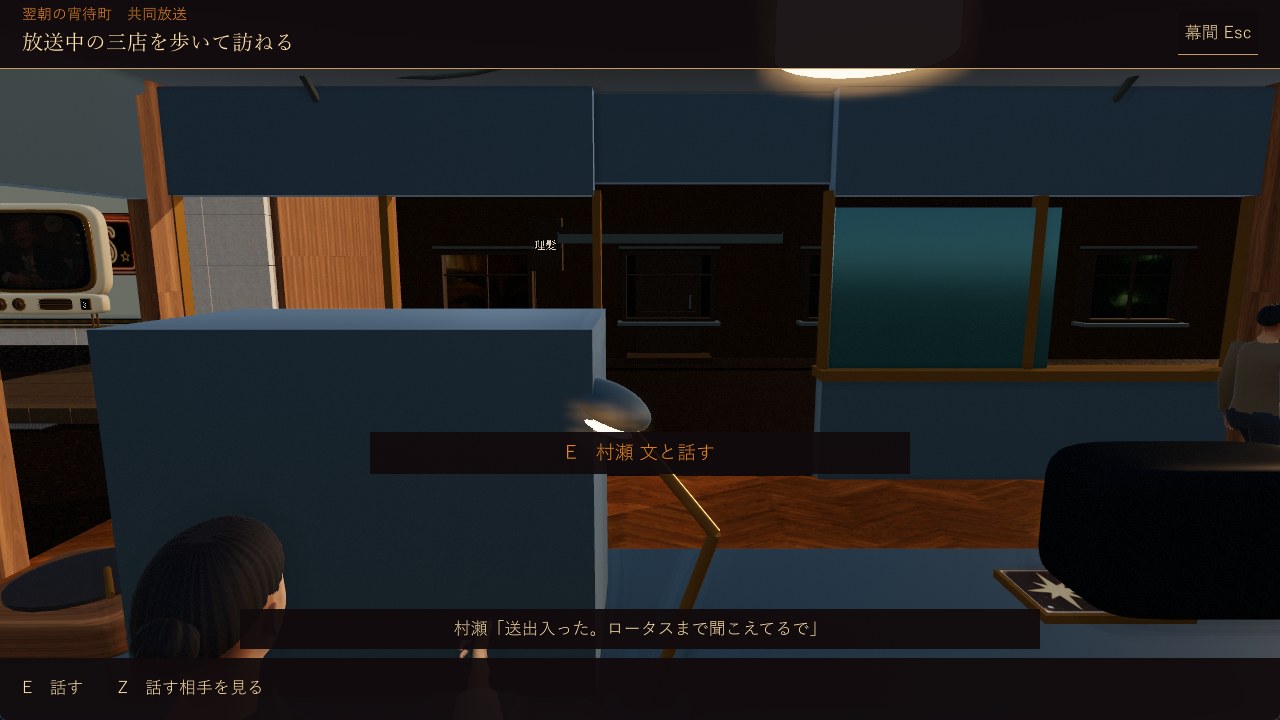 翌朝の宵待町　共同放送
放送中の三店を歩いて訪ねる
幕間 Esc
理髪
E　村瀬 文と話す
村瀬「送出入った。ロータスまで聞こえてるで」
E　話す　　Z　話す相手を見る